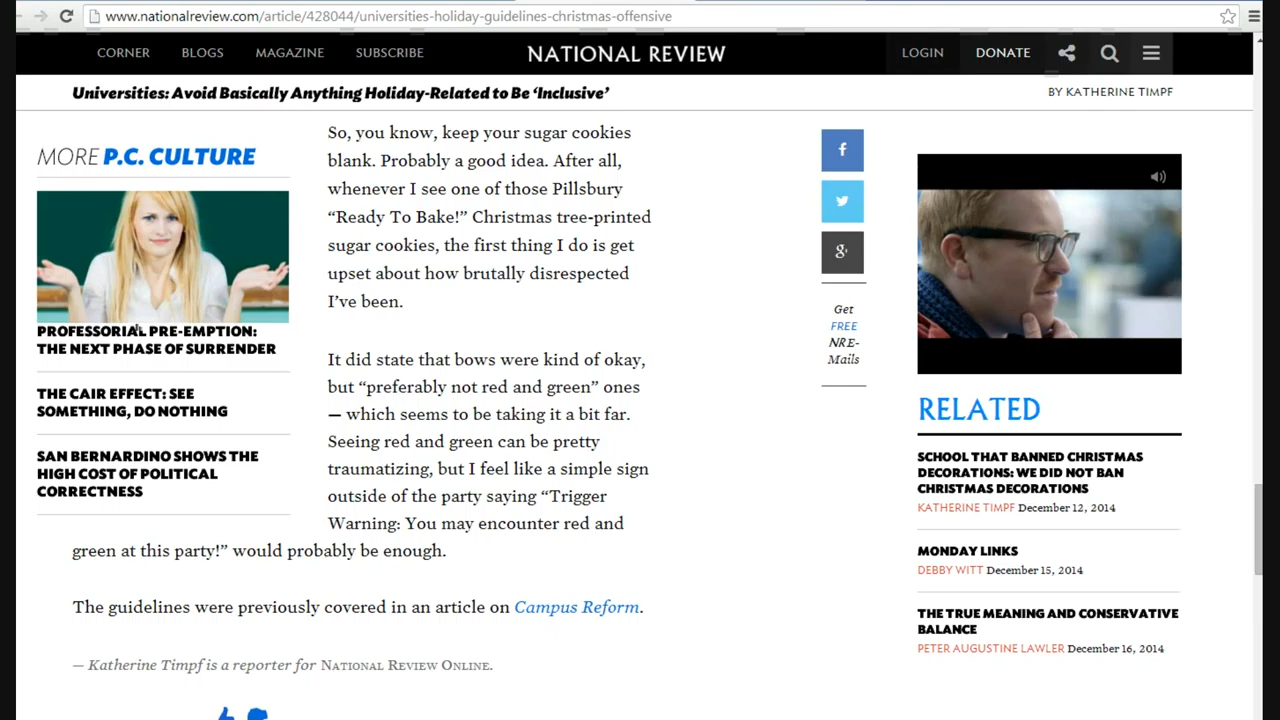 www.nationalreview.com/article/428044/universities-holiday-guidelines-christmas-offensive
CORNER BLOGS MAGAZINE SUBSCRIBE NATIONAL REVIEW LOGIN DONATE
Universities: Avoid Basically Anything Holiday-Related to Be ‘Inclusive’ BY KATHERINE TIMPF
MORE P.C. CULTURE
PROFESSORIAL PRE-EMPTION:
THE NEXT PHASE OF SURRENDER
THE CAIR EFFECT: SEE
SOMETHING, DO NOTHING
SAN BERNARDINO SHOWS THE
HIGH COST OF POLITICAL
CORRECTNESS
So, you know, keep your sugar cookies
blank. Probably a good idea. After all,
whenever I see one of those Pillsbury
“Ready To Bake!” Christmas tree-printed
sugar cookies, the first thing I do is get
upset about how brutally disrespected
I’ve been.
It did state that bows were kind of okay,
but “preferably not red and green” ones
— which seems to be taking it a bit far.
Seeing red and green can be pretty
traumatizing, but I feel like a simple sign
outside of the party saying “Trigger
Warning: You may encounter red and
green at this party!” would probably be enough.
The guidelines were previously covered in an article on Campus Reform.
— Katherine Timpf is a reporter for NATIONAL REVIEW ONLINE.
f
g+
Get
FREE
NRE-
Mails
RELATED
SCHOOL THAT BANNED CHRISTMAS
DECORATIONS: WE DID NOT BAN
CHRISTMAS DECORATIONS
KATHERINE TIMPF December 12, 2014
MONDAY LINKS
DEBBY WITT December 15, 2014
THE TRUE MEANING AND CONSERVATIVE
BALANCE
PETER AUGUSTINE LAWLER December 16, 2014